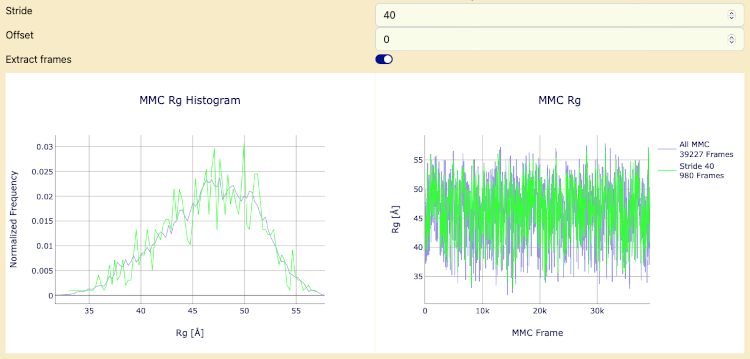 Stride
40
Offset
0
Extract frames
MMC Rg Histogram
Normalized Frequency
0.03
0.025
0.02
0.015
0.01
0.005
0
35
40
45
50
55
Rg [Å]
MMC Rg
Rg [Å]
55
50
45
40
35
0
10k
20k
30k
MMC Frame
All MMC
39227 Frames
Stride 40
980 Frames